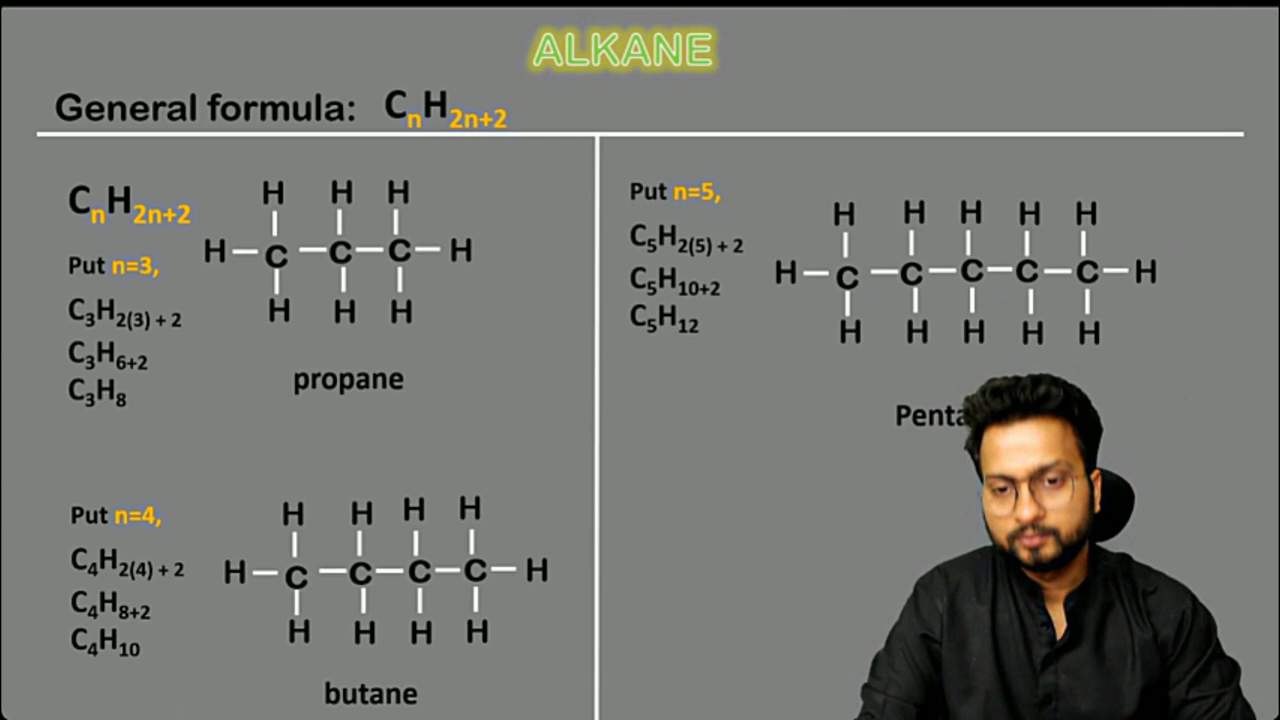 ALKANE
General formula: CₙH₂ₙ₊₂
CₙH₂ₙ₊₂
Put n=3,
C₃H₂₍₃₎ ₊ ₂
C₃H₆₊₂
C₃H₈
H H H
H C C C H
H H H
propane
Put n=4,
C₄H₂₍₄₎ ₊ ₂
C₄H₈₊₂
C₄H₁₀
H H H H
H C C C C H
H H H H
butane
Put n=5,
C₅H₂₍₅₎ ₊ ₂
C₅H₁₀₊₂
C₅H₁₂
H H H H H
H C C C C C H
H H H H H